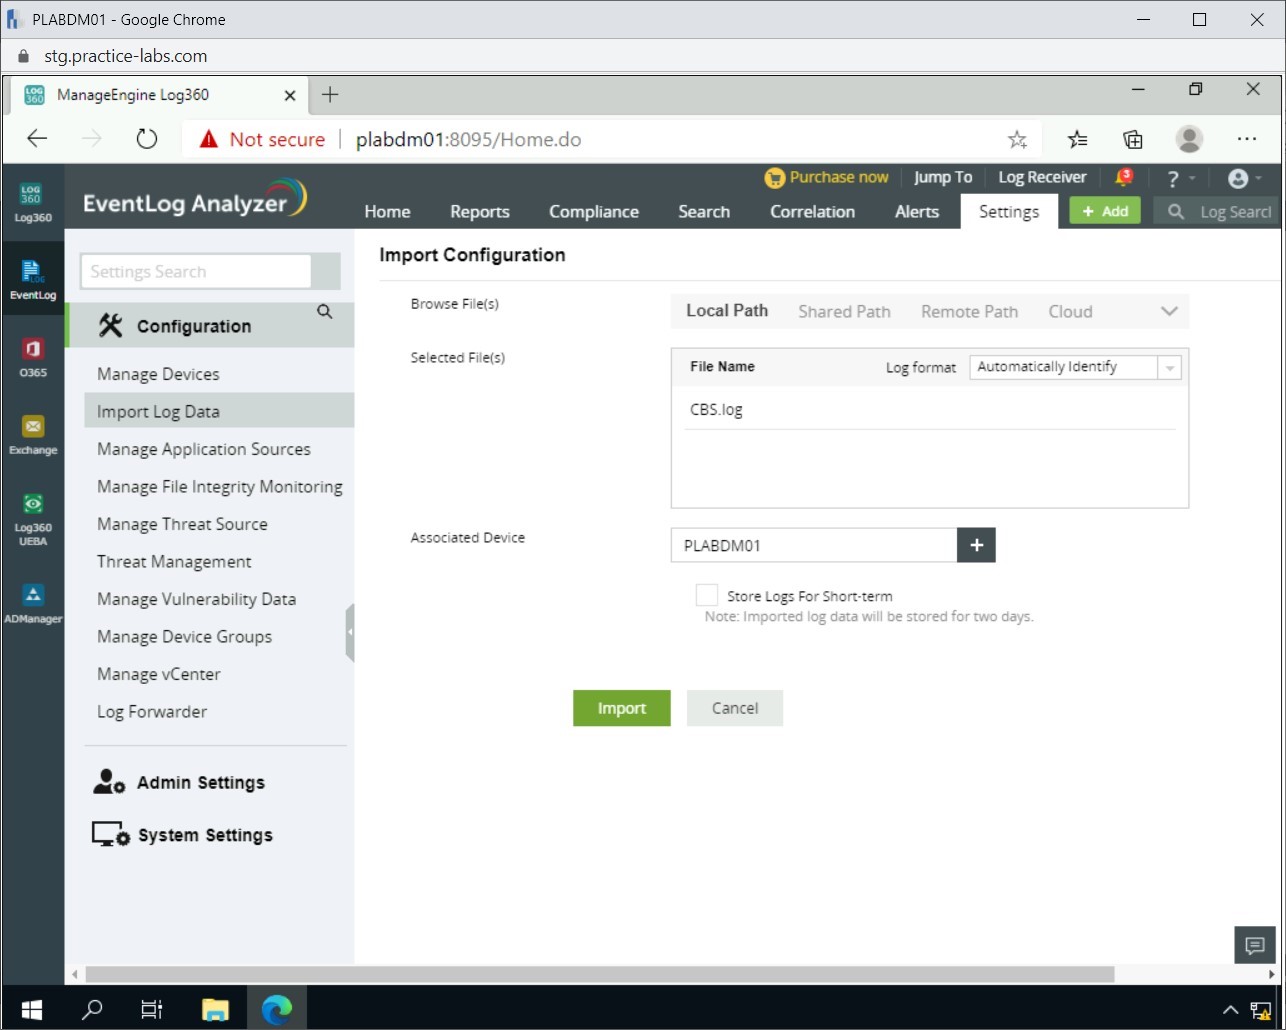 PLABDM01 - Google Chrome
stg.practice-labs.com
LOG 360
ManageEngine Log360
Not secure
plabdm01:8095/Home.do
LOG 360
Log360
EventLog
O365
Exchange
Log360 UEBA
ADManager
EventLog Analyzer
Purchase now
Jump To
Log Receiver
3
?
Home
Reports
Compliance
Search
Correlation
Alerts
Settings
+ Add
Log Searcl
Settings Search
Configuration
Manage Devices
Import Log Data
Manage Application Sources
Manage File Integrity Monitoring
Manage Threat Source
Threat Management
Manage Vulnerability Data
Manage Device Groups
Manage vCenter
Log Forwarder
Admin Settings
System Settings
Import Configuration
Browse File(s)
Local Path
Shared Path
Remote Path
Cloud
Selected File(s)
File Name
Log format
Automatically Identify
CBS.log
Associated Device
PLABDM01
+
Store Logs For Short-term
Note: Imported log data will be stored for two days.
Import
Cancel